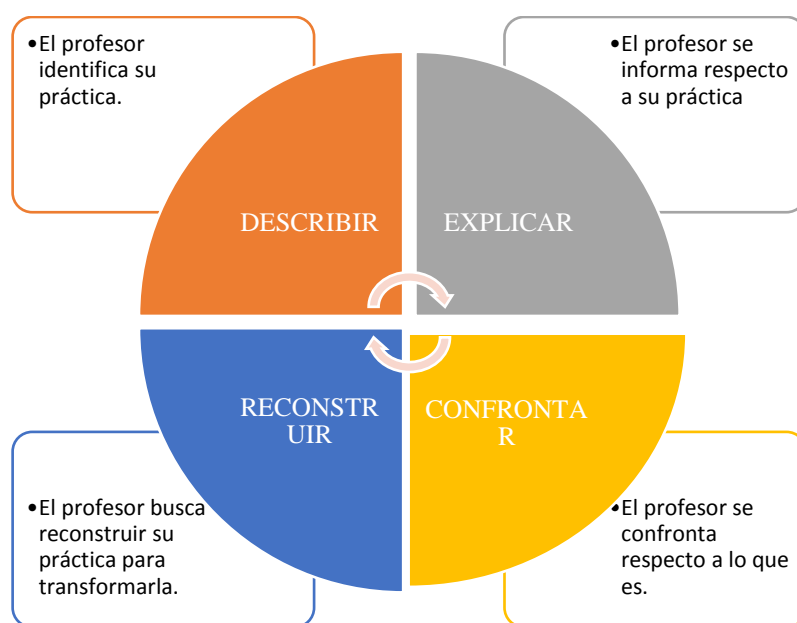 •El profesor
identifica su
práctica.
•El profesor se
informa respecto
a su práctica
DESCRIBIR
EXPLICAR
RECONSTR
UIR
CONFRONTA
R
•El profesor busca
reconstruir su
práctica para
transformarla.
•El profesor se
confronta
respecto a lo que
es.